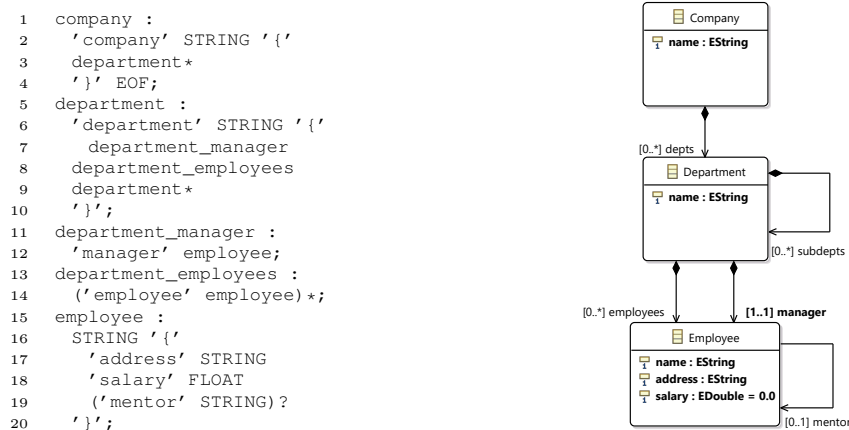 1 company :
2 ’company’ STRING ’{’
3 department*
4 ’}’ EOF;
5 department :
6 ’department’ STRING ’{’
7 department_manager
8 department_employees
9 department*
10 ’}’;
11 department_manager :
12 ’manager’ employee;
13 department_employees :
14 (’employee’ employee)*;
15 employee :
16 STRING ’{’
17 ’address’ STRING
18 ’salary’ FLOAT
19 (’mentor’ STRING)?
20 ’}’;
Company
name : EString
[0..*] depts
Department
name : EString
[0..*] subdepts
[0..*] employees
[1..1] manager
Employee
name : EString
address : EString
salary : EDouble = 0.0
[0..1] mentor